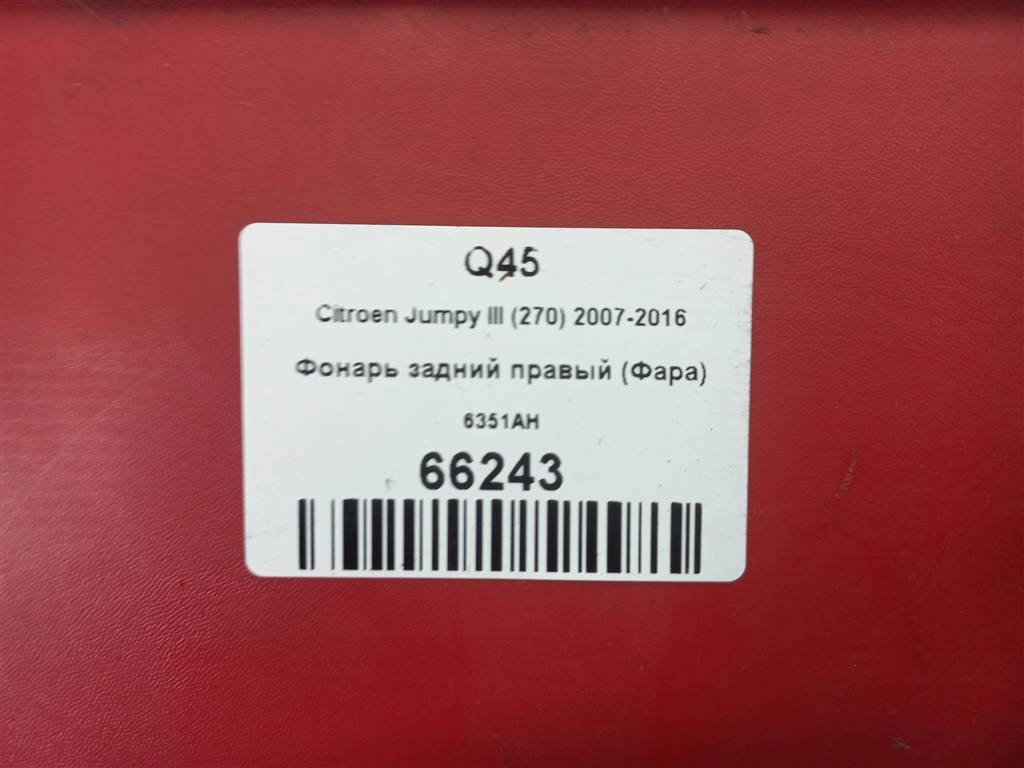 Q45
Citroen Jumpy III (270) 2007-2016
Фонарь задний правый (Фара)
6351AH
66243